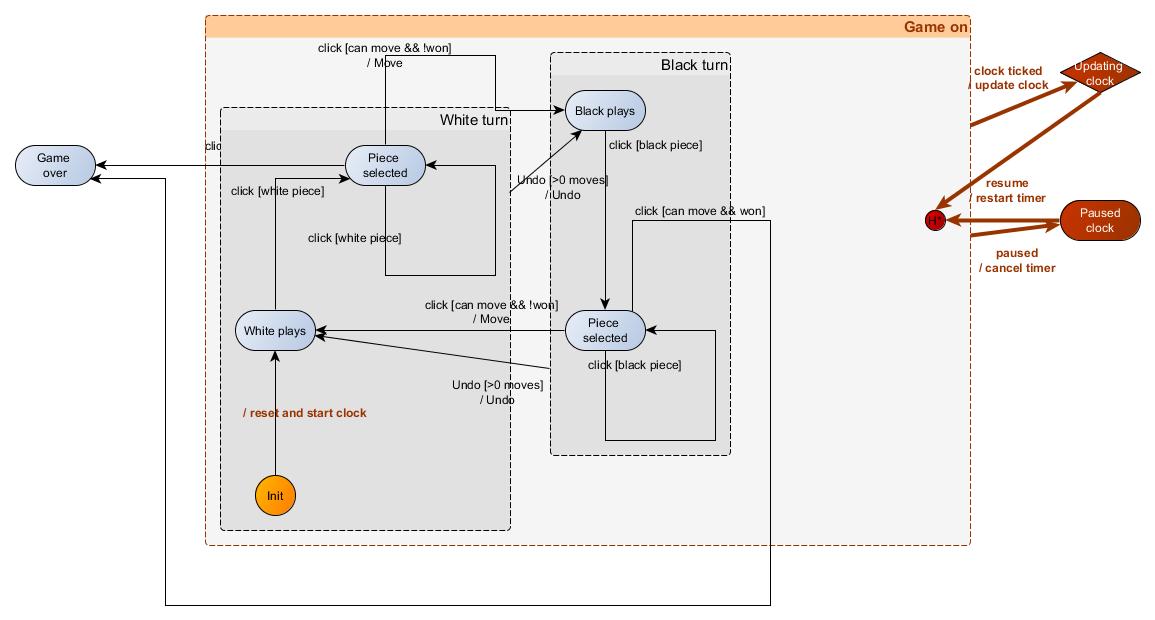 Game on
click [can move && !won]
/ Move
Black turn
clock ticked
/ update clock
Updating
clock
White turn
Black plays
Game
over
clic
Piece
selected
click [black piece]
click [white piece]
Undo [>0 moves]
/ Undo
resume
/ restart timer
click [can move && won]
H*
Paused
clock
click [white piece]
paused
/ cancel timer
click [can move && !won]
/ Move
White plays
Piece
selected
click [black piece]
Undo [>0 moves]
/ Undo
/ reset and start clock
Init